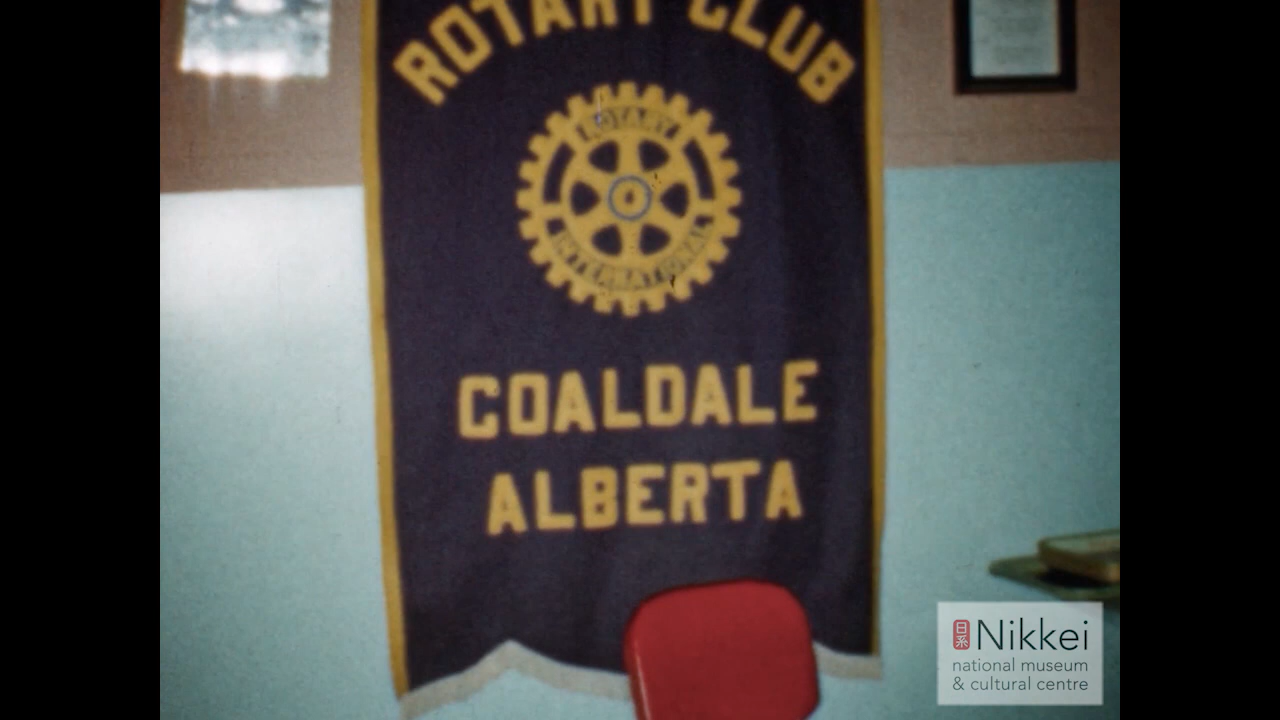 ROTARY CLUB
ROTARY
INTERNATIONAL
COALDALE
ALBERTA
日系 Nikkei
national museum
& cultural centre